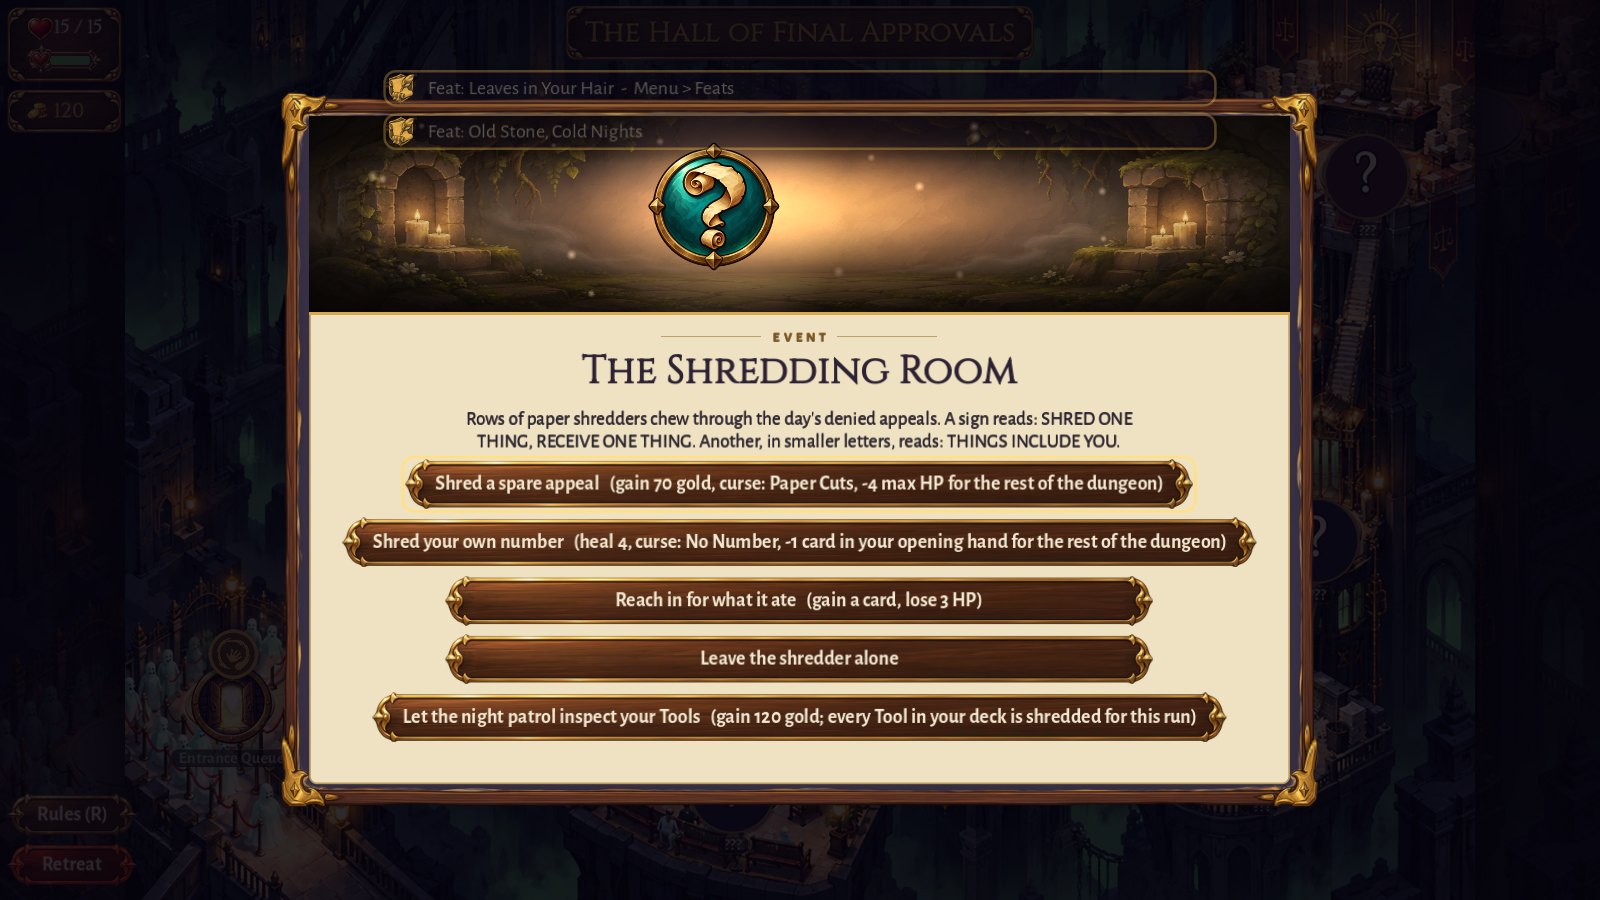 15 / 15
The Hall of Final Approvals
120
Feat: Leaves in Your Hair - Menu > Feats
Feat: Old Stone, Cold Nights
?
???
EVENT
The Shredding Room
Rows of paper shredders chew through the day's denied appeals. A sign reads: SHRED ONE
THING, RECEIVE ONE THING. Another, in smaller letters, reads: THINGS INCLUDE YOU.
Shred a spare appeal (gain 70 gold, curse: Paper Cuts, -4 max HP for the rest of the dungeon)
Shred your own number (heal 4, curse: No Number, -1 card in your opening hand for the rest of the dungeon)
Reach in for what it ate (gain a card, lose 3 HP)
Leave the shredder alone
Let the night patrol inspect your Tools (gain 120 gold; every Tool in your deck is shredded for this run)
Entrance Queue
Rules (R)
Retreat
???